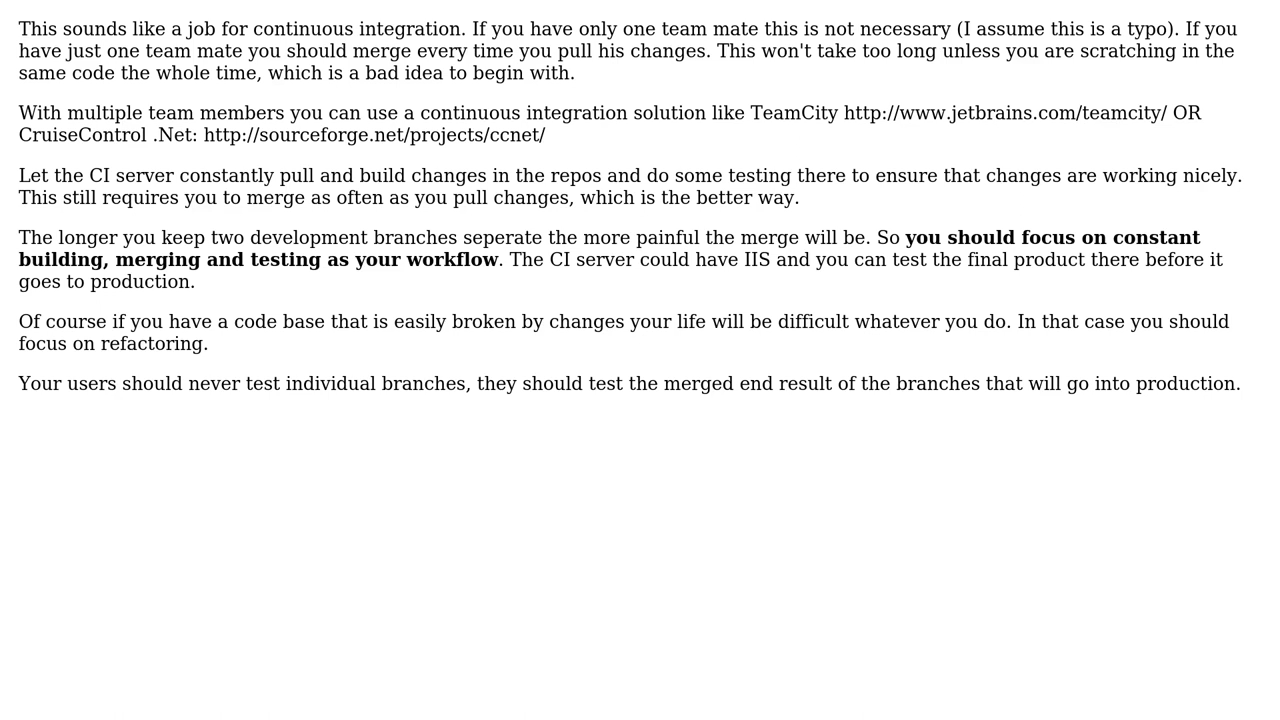 This sounds like a job for continuous integration. If you have only one team mate this is not necessary (I assume this is a typo). If you
have just one team mate you should merge every time you pull his changes. This won't take too long unless you are scratching in the
same code the whole time, which is a bad idea to begin with.
With multiple team members you can use a continuous integration solution like TeamCity http://www.jetbrains.com/teamcity/ OR
CruiseControl .Net: http://sourceforge.net/projects/ccnet/
Let the CI server constantly pull and build changes in the repos and do some testing there to ensure that changes are working nicely.
This still requires you to merge as often as you pull changes, which is the better way.
The longer you keep two development branches seperate the more painful the merge will be. So you should focus on constant
building, merging and testing as your workflow. The CI server could have IIS and you can test the final product there before it
goes to production.
Of course if you have a code base that is easily broken by changes your life will be difficult whatever you do. In that case you should
focus on refactoring.
Your users should never test individual branches, they should test the merged end result of the branches that will go into production.